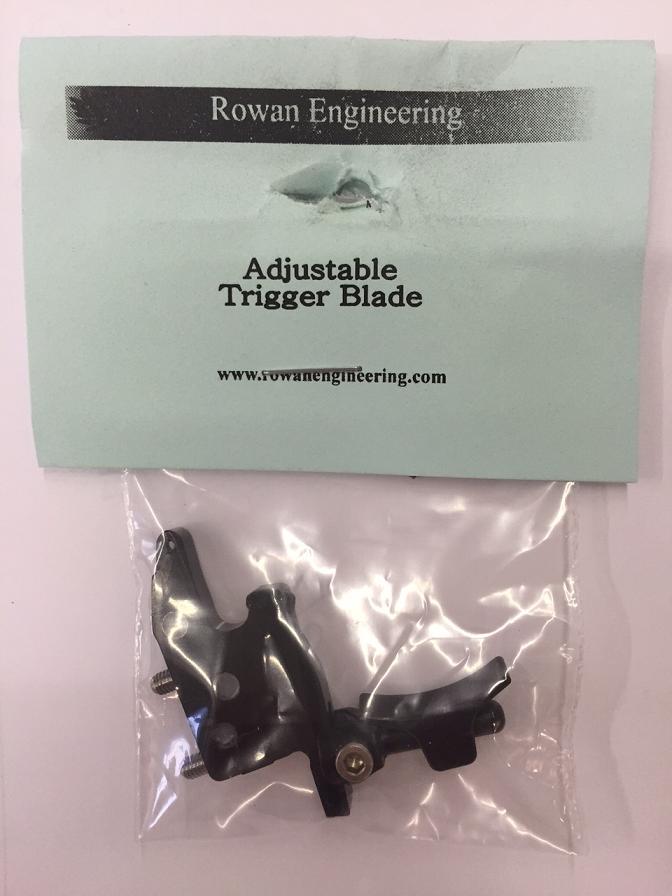 Rowan Engineering
Adjustable
Trigger Blade
www.rowanengineering.com